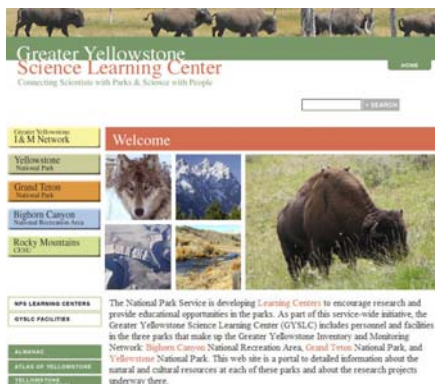 Greater Yellowstone
Science Learning Center
Connecting Scientists with Parks & Science with People
HOME
SEARCH
Greater Yellowstone
I & M Network
Yellowstone
National Park
Grand Teton
National Park
Bighorn Canyon
National Recreation Area
Rocky Mountains
CESU
Welcome
NPS LEARNING CENTERS
GYSLC FACILITIES
ALMANAC
ATLAS OF YELLOWSTONE
YELLOWSTONE
The National Park Service is developing Learning Centers to encourage research and
provide educational opportunities in the parks. As part of this service-wide initiative, the
Greater Yellowstone Science Learning Center (GYSLC) includes personnel and facilities
in the three parks that make up the Greater Yellowstone Inventory and Monitoring
Network: Bighorn Canyon National Recreation Area, Grand Teton National Park, and
Yellowstone National Park. This web site is a portal to detailed information about the
natural and cultural resources at each of these parks and about the research projects
underway there.